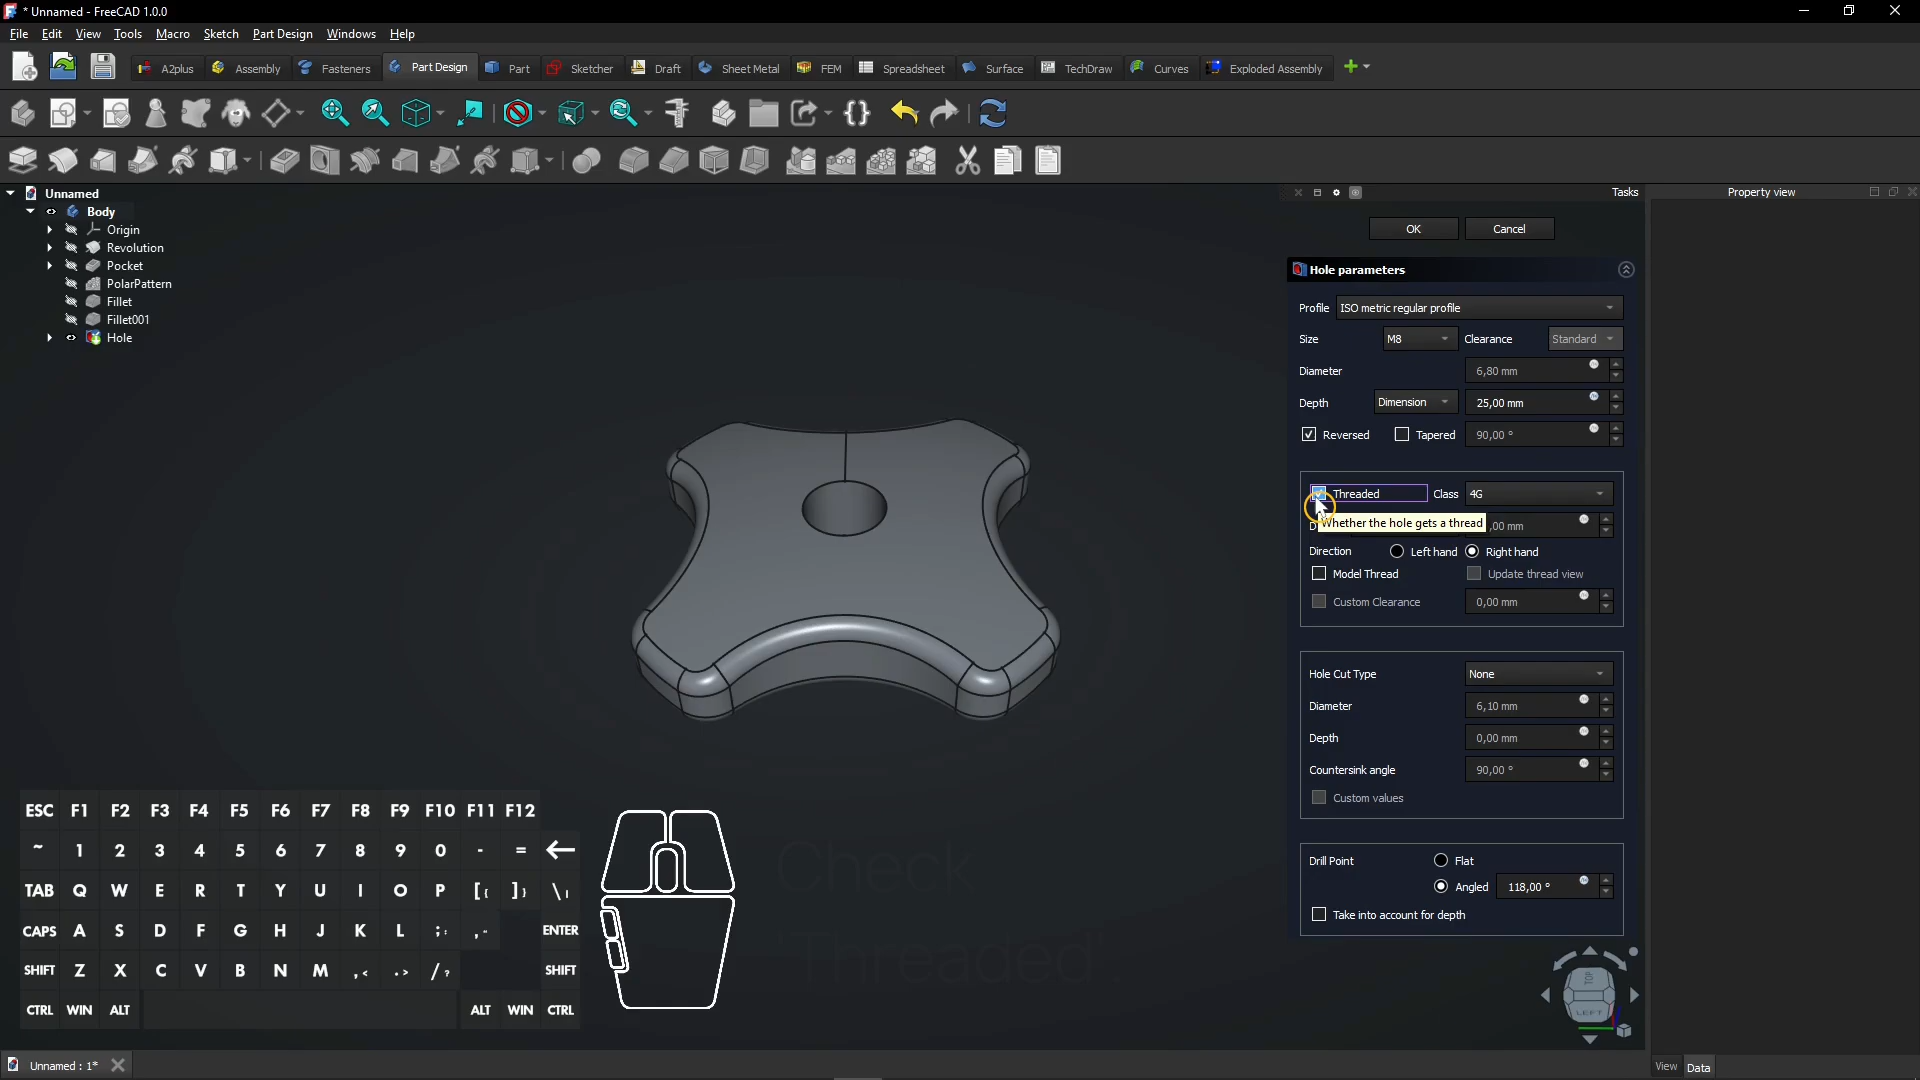 * Unnamed - FreeCAD 1.0.0
File Edit View Tools Macro Sketch Part Design Windows Help
A2plus Assembly Fasteners Part Design Part Sketcher Draft Sheet Metal FEM Spreadsheet Surface TechDraw Curves Exploded Assembly
Unnamed
Body
Origin
Revolution
Pocket
PolarPattern
Fillet
Fillet001
Hole
Tasks
Property view
OK Cancel
Hole parameters
Profile ISO metric regular profile
Size M8 Clearance Standard
Diameter 6,80 mm
Depth Dimension 25,00 mm
Reversed Tapered 90,00 °
Threaded Class 4G
Whether the hole gets a thread
Direction Left hand Right hand
Model Thread Update thread view
Custom Clearance 0,00 mm
Hole Cut Type None
Diameter 6,10 mm
Depth 0,00 mm
Countersink angle 90,00 °
Custom values
Drill Point Flat
Angled 118,00 °
Take into account for depth
TOP
LEFT
ESC F1 F2 F3 F4 F5 F6 F7 F8 F9 F10 F11 F12
~ 1 2 3 4 5 6 7 8 9 0 - =
TAB Q W E R T Y U I O P [{ ]} \|
CAPS A S D F G H J K L ;: ,"  ENTER
SHIFT Z X C V B N M ,< .> /? SHIFT
CTRL WIN ALT ALT WIN CTRL
Check
'Threaded'.
Unnamed : 1*
View Data